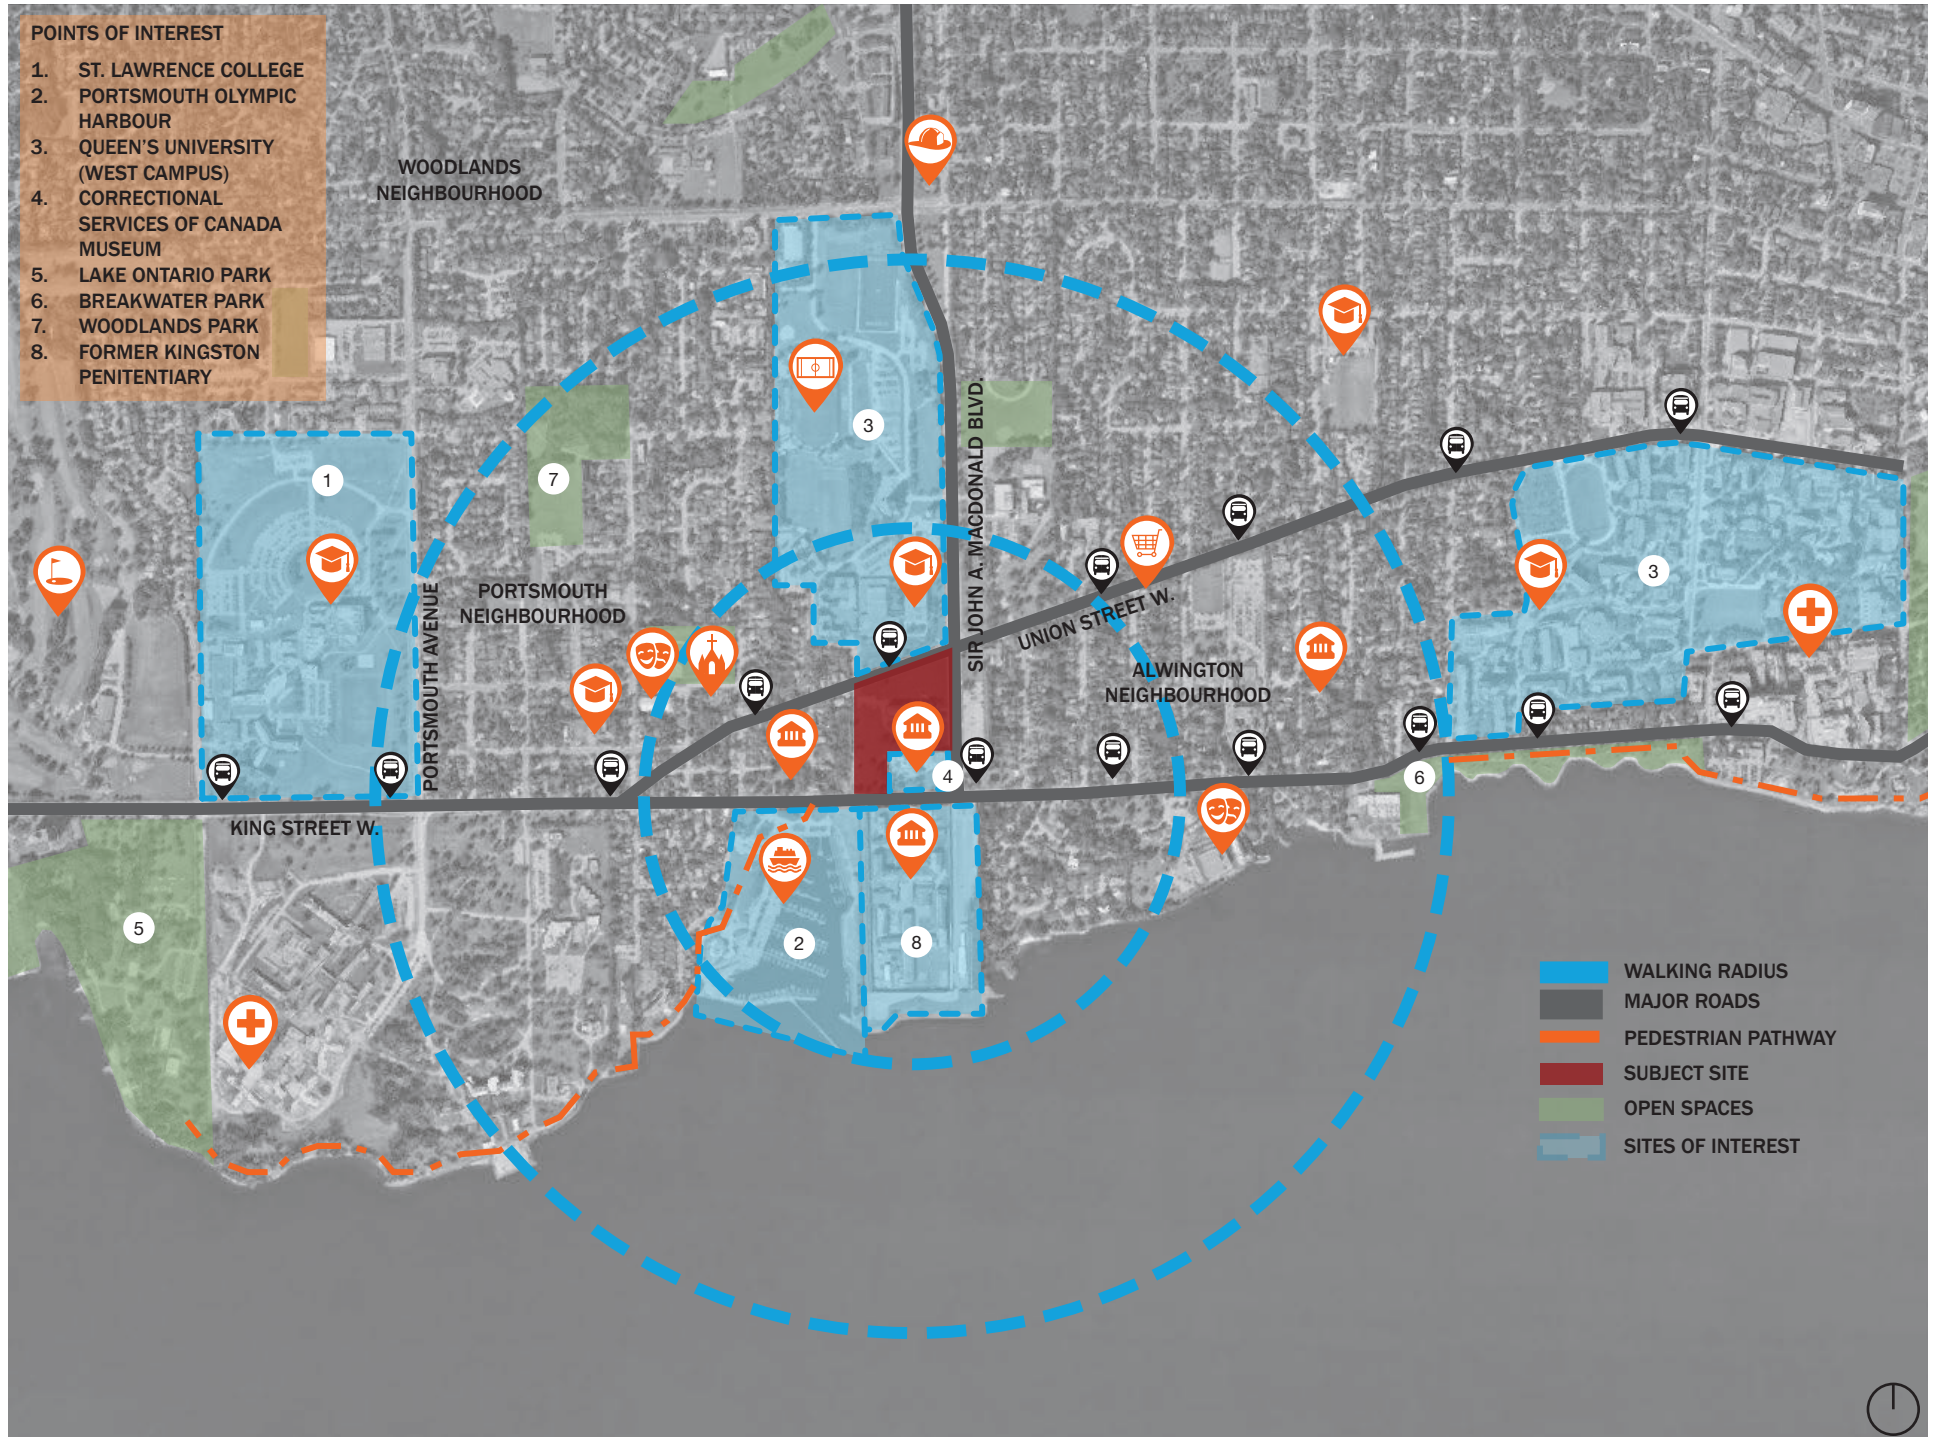 POINTS OF INTEREST
1. ST. LAWRENCE COLLEGE
2. PORTSMOUTH OLYMPIC
HARBOUR
3. QUEEN'S UNIVERSITY
(WEST CAMPUS)
4. CORRECTIONAL
SERVICES OF CANADA
MUSEUM
5. LAKE ONTARIO PARK
6. BREAKWATER PARK
7. WOODLANDS PARK
8. FORMER KINGSTON
PENITENTIARY
WOODLANDS
NEIGHBOURHOOD
3
1
7
SIR JOHN A. MACDONALD BLVD.
3
PORTSMOUTH AVENUE
PORTSMOUTH
NEIGHBOURHOOD
UNION STREET W.
ALWINGTON
NEIGHBOURHOOD
4
6
KING STREET W.
5
2
8
WALKING RADIUS
MAJOR ROADS
PEDESTRIAN PATHWAY
SUBJECT SITE
OPEN SPACES
SITES OF INTEREST